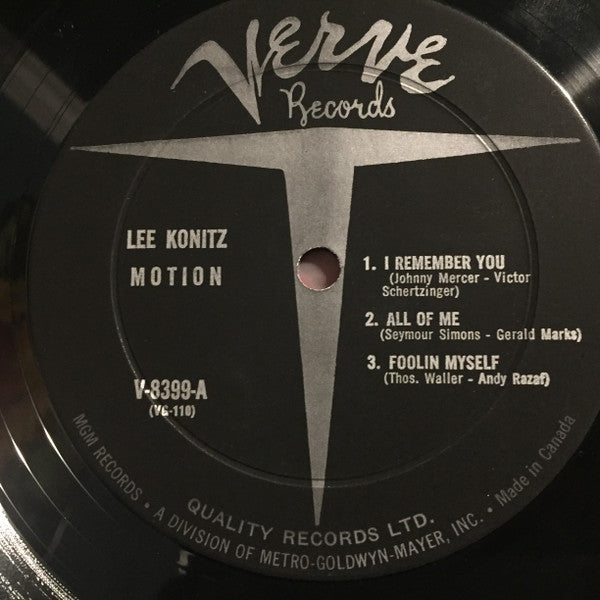 Verve
Records
LEE KONITZ
MOTION
V-8399-A
(VG-110)
1. I REMEMBER YOU
(Johnny Mercer - Victor
Schertzinger)
2. ALL OF ME
(Seymour Simons - Gerald Marks)
3. FOOLIN MYSELF
(Thos. Waller - Andy Razaf)
QUALITY RECORDS LTD.
MGM RECORDS • A DIVISION OF METRO-GOLDWYN-MAYER, INC. • Made in Canada